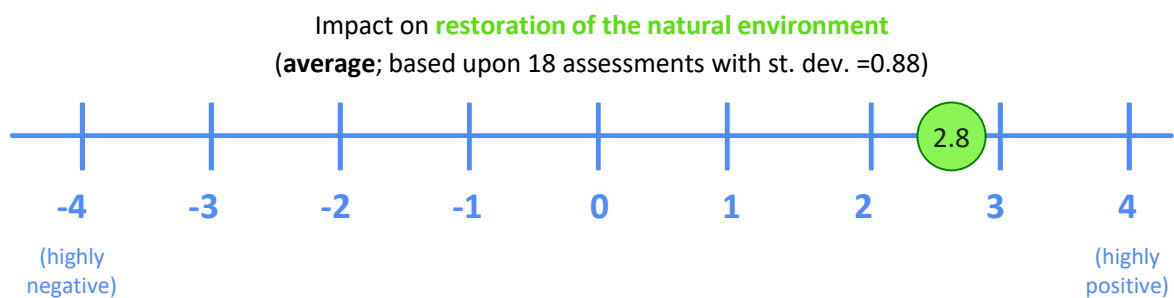 Impact on restoration of the natural environment
(average; based upon 18 assessments with st. dev. =0.88)
2.8
-4 -3 -2 -1 0 1 2 3 4
(highly negative) (highly positive)